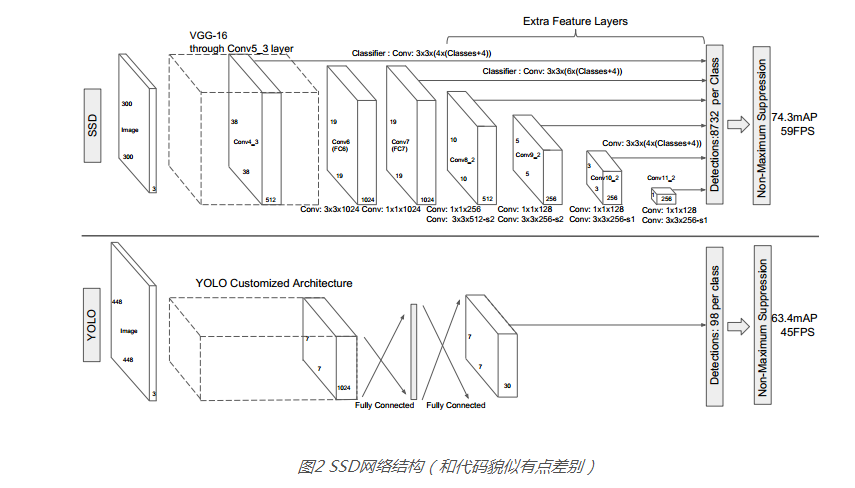 Extra Feature Layers
VGG-16
through Conv5_3 layer
Classifier : Conv: 3x3x(4x(Classes+4))
Classifier : Conv: 3x3x(6x(Classes+4))
SSD
300
Image
300
3
38
Conv4_3
38
512
19
Conv6
(FC6)
19
1024
19
Conv7
(FC7)
19
1024
10
Conv8_2
10
512
5
Conv9_2
5
256
Conv: 3x3x(4x(Classes+4))
3
Conv10_2
3
256
Conv11_2
1
256
Detections:8732 per Class
Non-Maximum Suppression
74.3mAP
59FPS
Conv: 3x3x1024
Conv: 1x1x1024
Conv: 1x1x256
Conv: 3x3x512-s2
Conv: 1x1x128
Conv: 3x3x256-s2
Conv: 1x1x128
Conv: 3x3x256-s1
Conv: 1x1x128
Conv: 3x3x256-s1
YOLO
YOLO Customized Architecture
448
Image
448
3
7
7
1024
Fully Connected
Fully Connected
7
7
30
Detections: 98 per class
Non-Maximum Suppression
63.4mAP
45FPS
图2 SSD网络结构（和代码貌似有点差别）